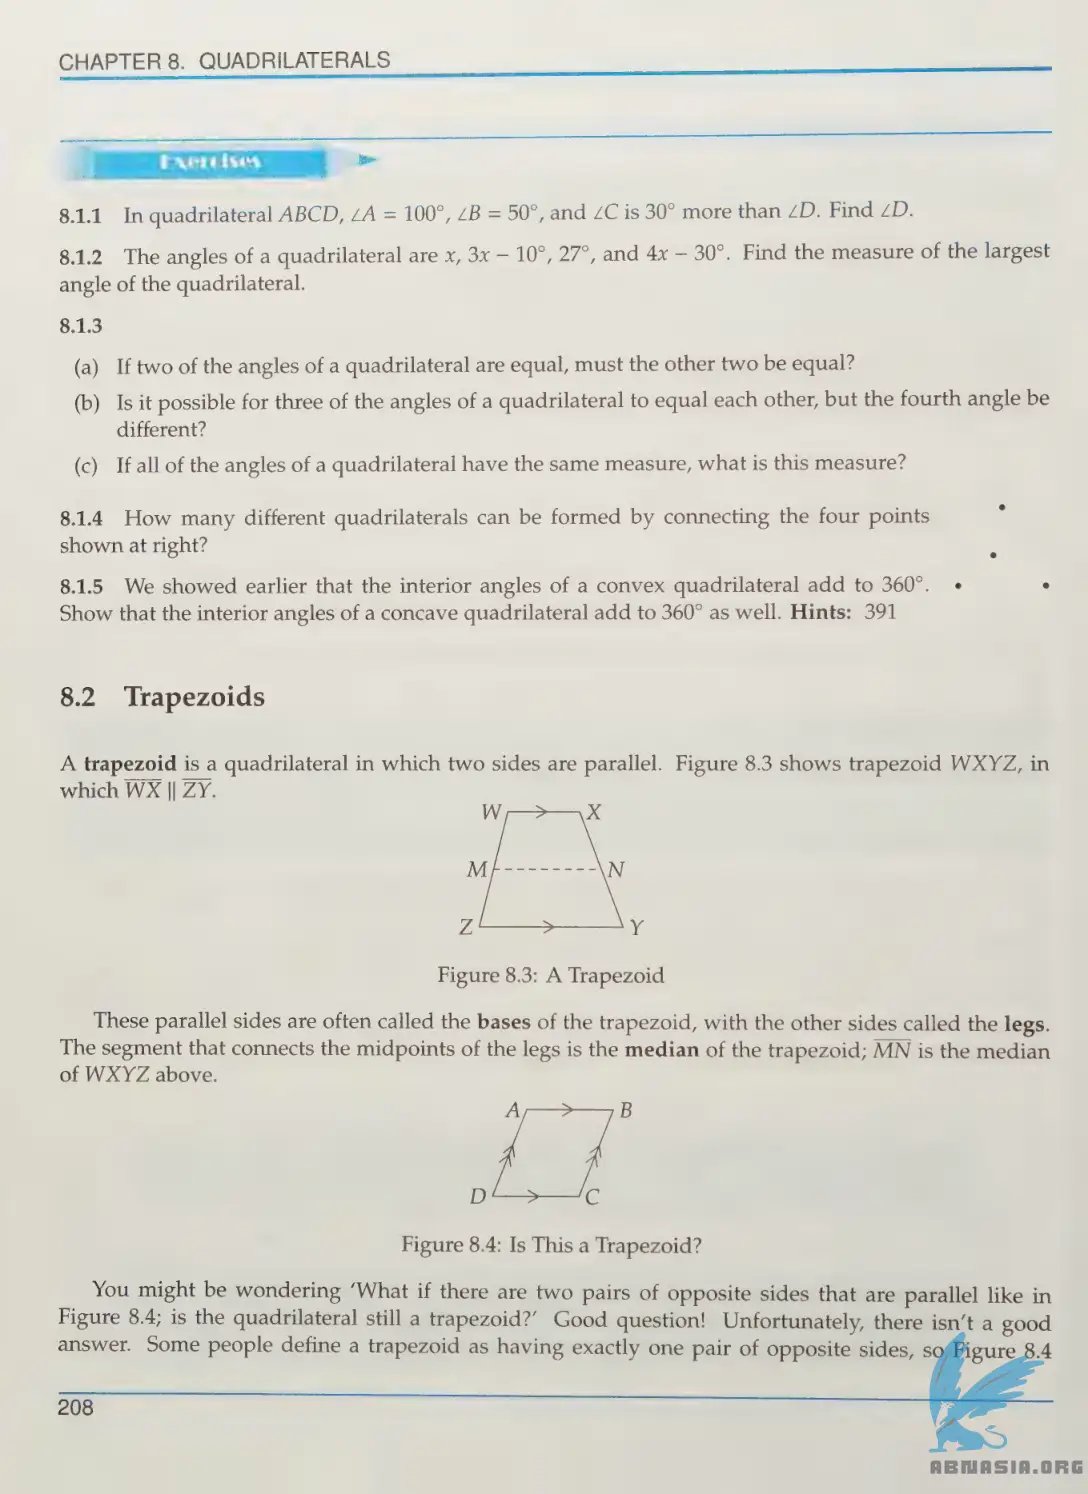 CHAPTER 8. QUADRILATERALS
Exercises
8.1.1 In quadrilateral ABCD, ∠A = 100°, ∠B = 50°, and ∠C is 30° more than ∠D. Find ∠D.
8.1.2 The angles of a quadrilateral are x, 3x − 10°, 27°, and 4x − 30°. Find the measure of the largest
angle of the quadrilateral.
8.1.3
(a) If two of the angles of a quadrilateral are equal, must the other two be equal?
(b) Is it possible for three of the angles of a quadrilateral to equal each other, but the fourth angle be
different?
(c) If all of the angles of a quadrilateral have the same measure, what is this measure?
8.1.4 How many different quadrilaterals can be formed by connecting the four points
shown at right?
8.1.5 We showed earlier that the interior angles of a convex quadrilateral add to 360°.
Show that the interior angles of a concave quadrilateral add to 360° as well. Hints: 391
8.2 Trapezoids
A trapezoid is a quadrilateral in which two sides are parallel. Figure 8.3 shows trapezoid WXYZ, in
which WX || ZY.
W X
M N
Z Y
Figure 8.3: A Trapezoid
These parallel sides are often called the bases of the trapezoid, with the other sides called the legs.
The segment that connects the midpoints of the legs is the median of the trapezoid; MN is the median
of WXYZ above.
A B
D C
Figure 8.4: Is This a Trapezoid?
You might be wondering 'What if there are two pairs of opposite sides that are parallel like in
Figure 8.4; is the quadrilateral still a trapezoid?' Good question! Unfortunately, there isn't a good
answer. Some people define a trapezoid as having exactly one pair of opposite sides, so Figure 8.4
208
ABNASIA.ORG